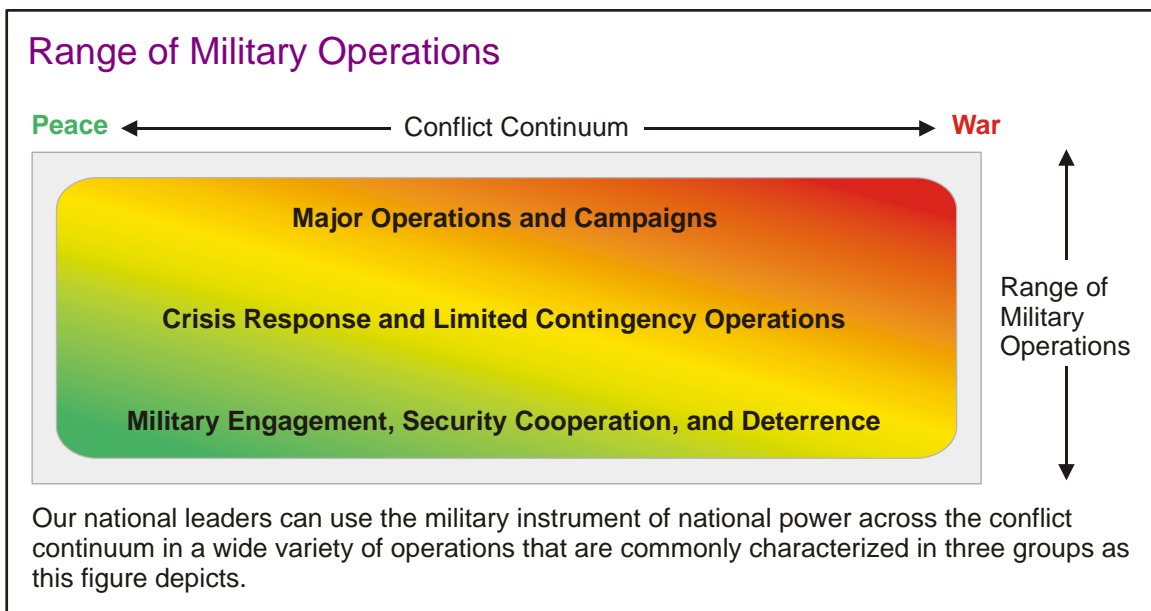 Range of Military Operations
Peace
Conflict Continuum
War
Major Operations and Campaigns
Crisis Response and Limited Contingency Operations
Military Engagement, Security Cooperation, and Deterrence
Range of
Military
Operations
Our national leaders can use the military instrument of national power across the conflict
continuum in a wide variety of operations that are commonly characterized in three groups as
this figure depicts.